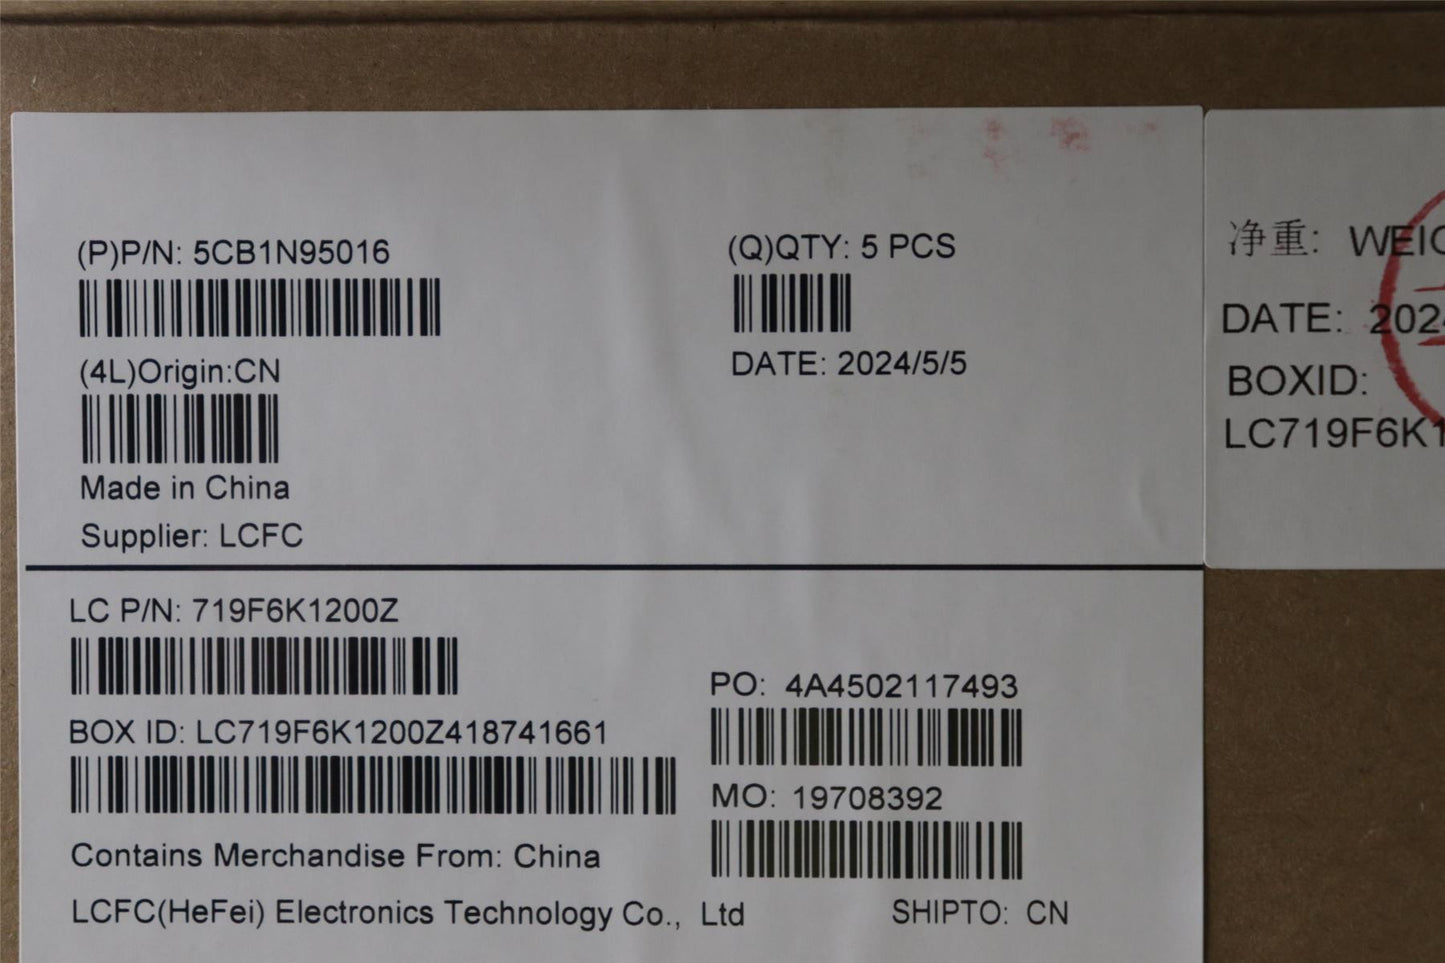 (P)P/N: 5CB1N95016
(Q)QTY: 5 PCS
(4L)Origin:CN
DATE: 2024/5/5
Made in China
Supplier: LCFC
LC P/N: 719F6K1200Z
PO: 4A4502117493
BOX ID: LC719F6K1200Z418741661
MO: 19708392
Contains Merchandise From: China
LCFC(HeFei) Electronics Technology Co., Ltd
SHIPTO: CN
净重:
DATE:
BOXID:
LC719F6K1